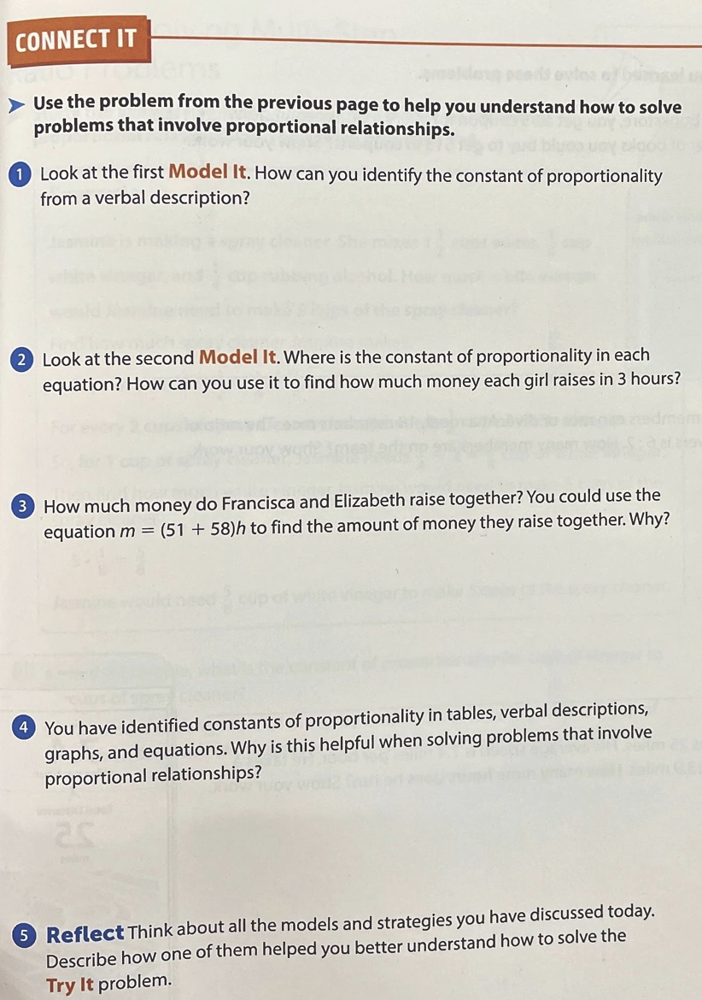 CONNECT IT
Use the problem from the previous page to help you understand how to solve
problems that involve proportional relationships.
1 Look at the first Model It. How can you identify the constant of proportionality
from a verbal description?
2 Look at the second Model It. Where is the constant of proportionality in each
equation? How can you use it to find how much money each girl raises in 3 hours?
3 How much money do Francisca and Elizabeth raise together? You could use the
equation m = (51 + 58)h to find the amount of money they raise together. Why?
4 You have identified constants of proportionality in tables, verbal descriptions,
graphs, and equations. Why is this helpful when solving problems that involve
proportional relationships?
5 Reflect Think about all the models and strategies you have discussed today.
Describe how one of them helped you better understand how to solve the
Try It problem.